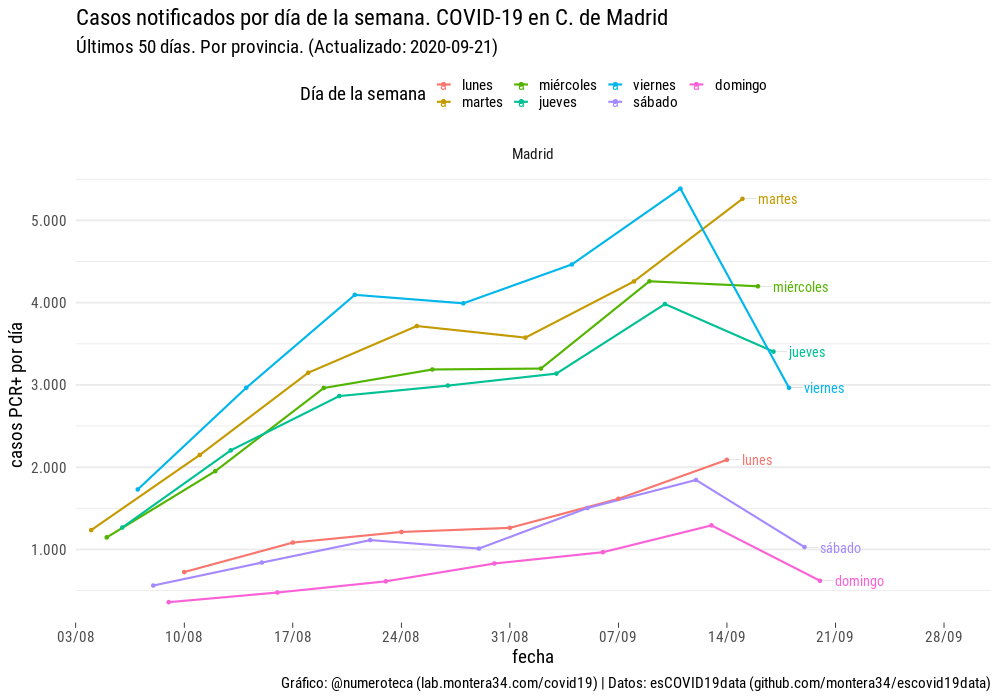 Casos notificados por día de la semana. COVID-19 en C. de Madrid
Últimos 50 días. Por provincia. (Actualizado: 2020-09-21)
Día de la semana
lunes
miércoles
viernes
domingo
martes
jueves
sábado
Madrid
casos PCR+ por día
5.000
4.000
3.000
2.000
1.000
martes
miércoles
jueves
viernes
lunes
sábado
domingo
03/08
10/08
17/08
24/08
31/08
07/09
14/09
21/09
28/09
fecha
Gráfico: @numeroteca (lab.montera34.com/covid19) | Datos: esCOVID19data (github.com/montera34/escovid19data)